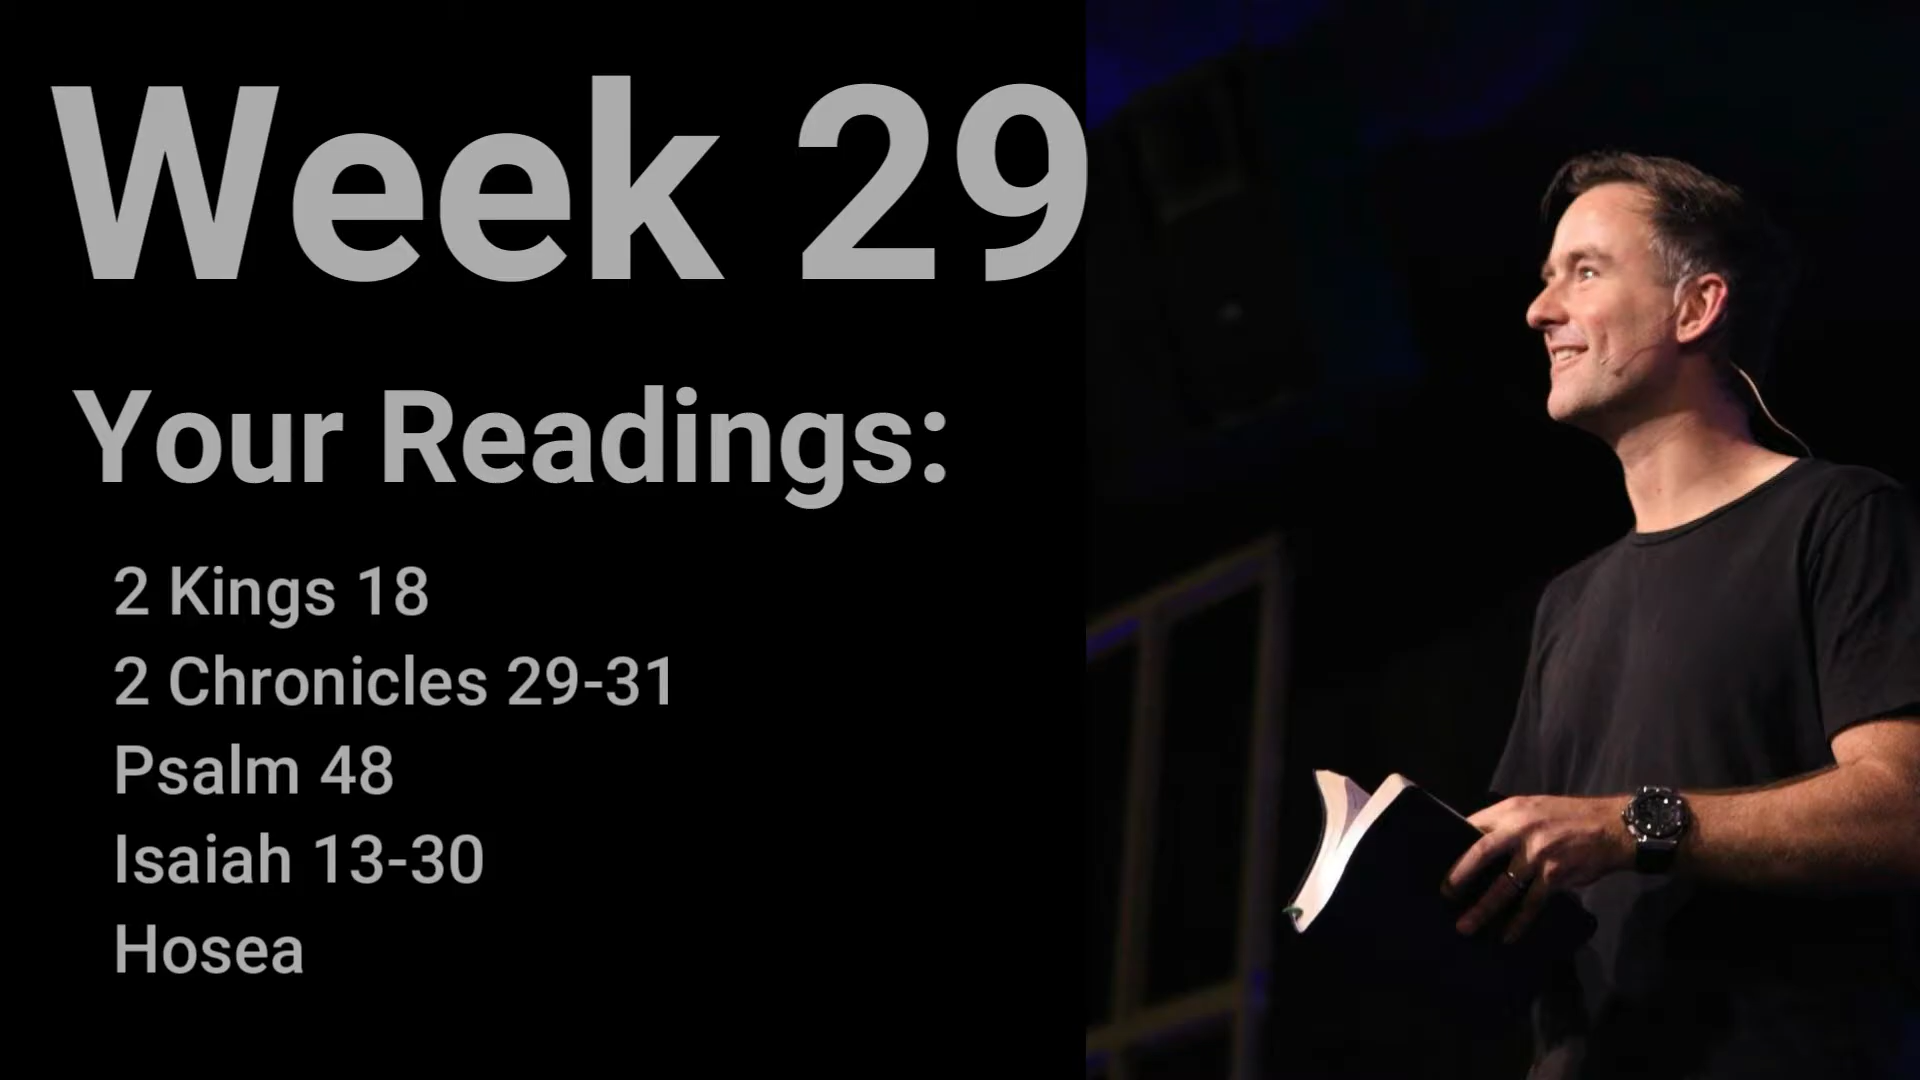 Week 29
Your Readings:
2 Kings 18
2 Chronicles 29-31
Psalm 48
Isaiah 13-30
Hosea